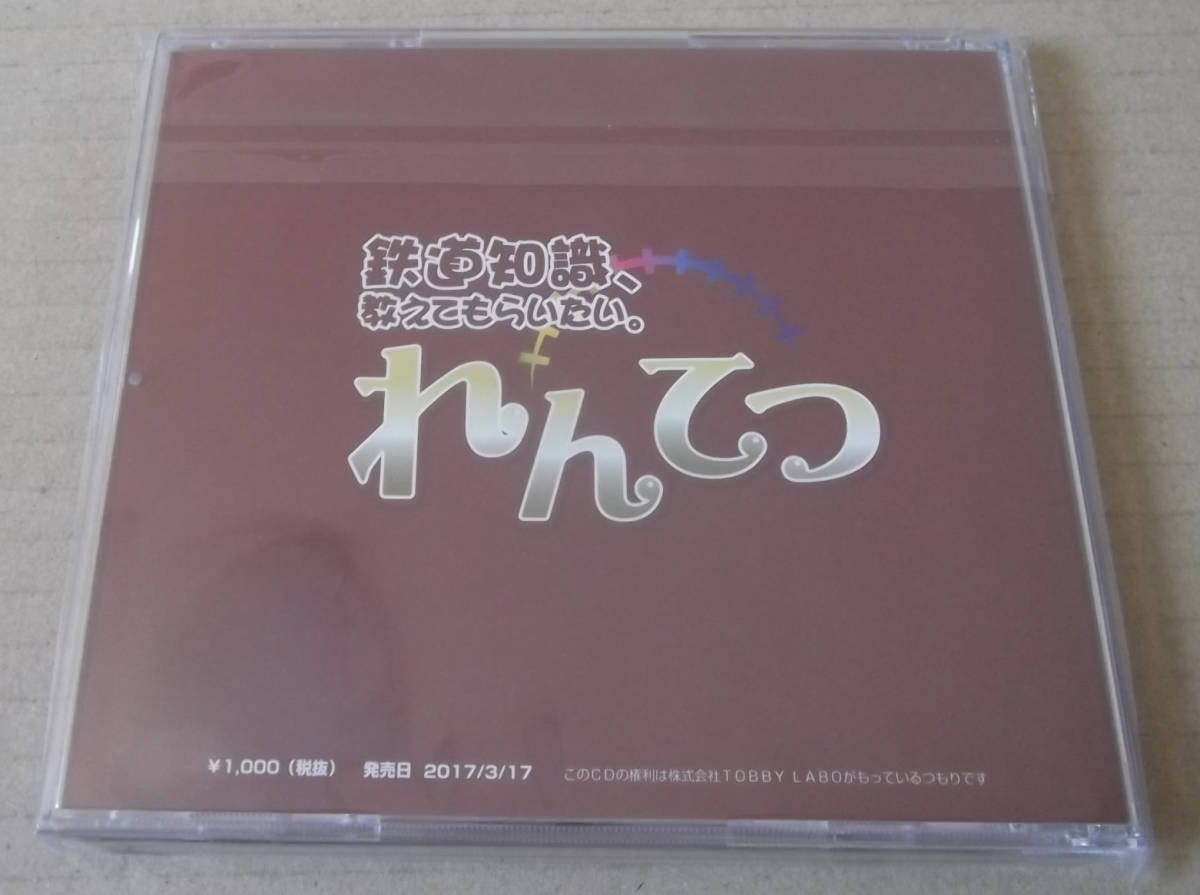 鉄道知識、
教えてもらいたい。
れんてつ
￥1,000（税抜） 発売日 2017/3/17 このCDの権利は株式会社TOBBY LABOがもっているつもりです